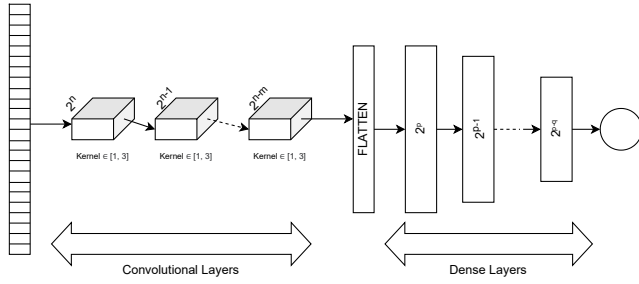 2^n
2^n-1
2^n-m
Kernel ∈ [1, 3]
Kernel ∈ [1, 3]
Kernel ∈ [1, 3]
FLATTEN
2^p
2^p-1
2^p-q
Convolutional Layers
Dense Layers